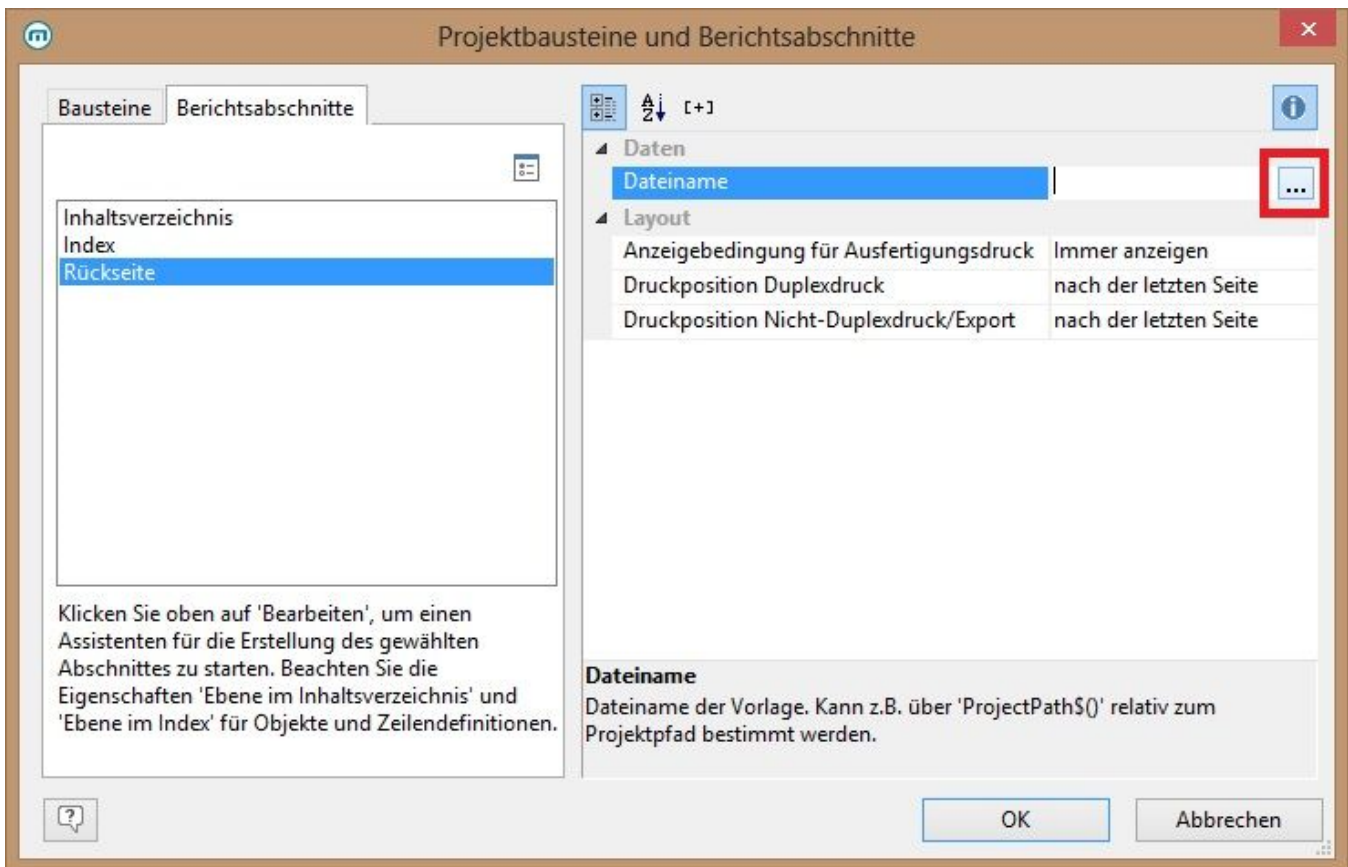 Projektbausteine und Berichtsabschnitte
Bausteine Berichtsabschnitte
Inhaltsverzeichnis
Index
Rückseite
Klicken Sie oben auf 'Bearbeiten', um einen
Assistenten für die Erstellung des gewählten
Abschnittes zu starten. Beachten Sie die
Eigenschaften 'Ebene im Inhaltsverzeichnis' und
'Ebene im Index' für Objekte und Zeilendefinitionen.
Daten
Dateiname ...
Layout
Anzeigebedingung für Ausfertigungsdruck Immer anzeigen
Druckposition Duplexdruck nach der letzten Seite
Druckposition Nicht-Duplexdruck/Export nach der letzten Seite
Dateiname
Dateiname der Vorlage. Kann z.B. über 'ProjectPath$()' relativ zum
Projektpfad bestimmt werden.
OK Abbrechen